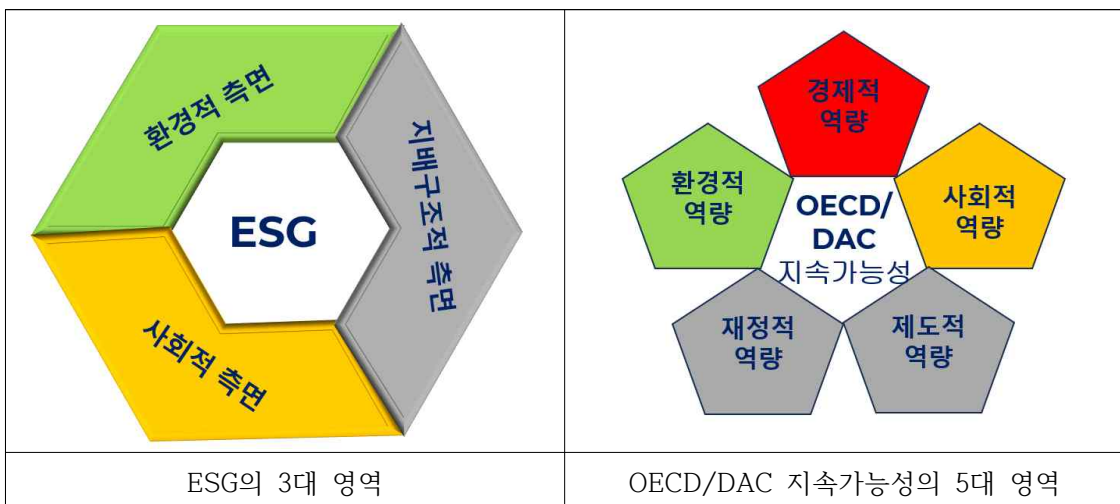 환경적 측면
지배구조적 측면
ESG
사회적 측면
경제적
역량
환경적
역량
사회적
역량
OECD/
DAC
지속가능성
재정적
역량
제도적
역량
ESG의 3대 영역
OECD/DAC 지속가능성의 5대 영역